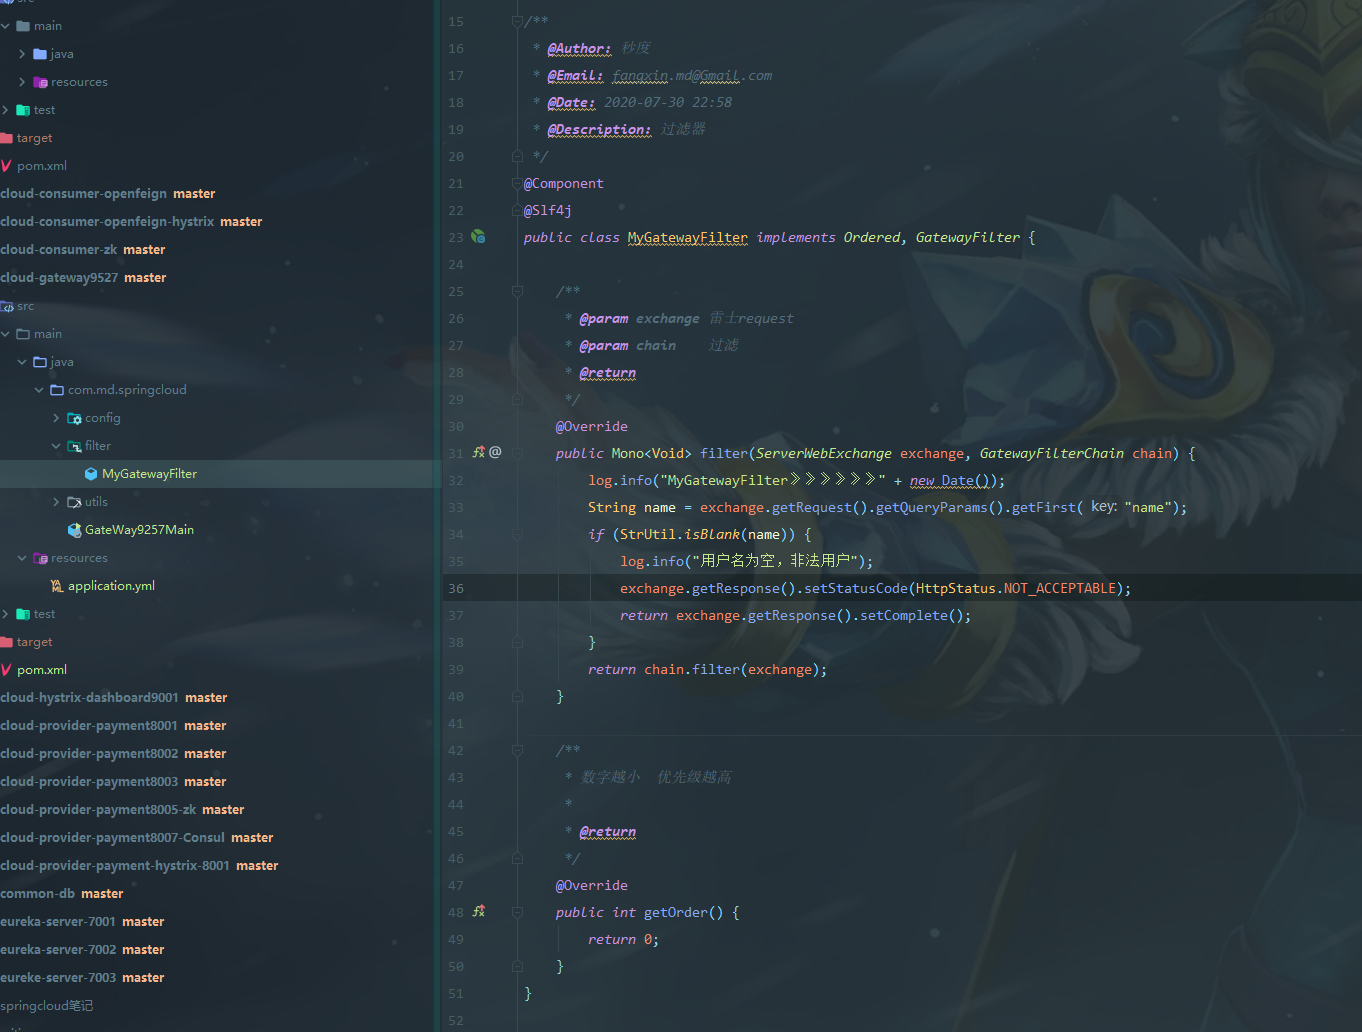 src
main
java
resources
test
target
pom.xml
cloud-consumer-openfeign master
cloud-consumer-openfeign-hystrix master
cloud-consumer-zk master
cloud-gateway9527 master
src
main
java
com.md.springcloud
config
filter
MyGatewayFilter
utils
GateWay9257Main
resources
application.yml
test
target
pom.xml
cloud-hystrix-dashboard9001 master
cloud-provider-payment8001 master
cloud-provider-payment8002 master
cloud-provider-payment8003 master
cloud-provider-payment8005-zk master
cloud-provider-payment8007-Consul master
cloud-provider-payment-hystrix-8001 master
common-db master
eureka-server-7001 master
eureka-server-7002 master
eureke-server-7003 master
springcloud笔记
15 /**
16 * @Author: 秒度
17 * @Email: fangxin.md@Gmail.com
18 * @Date: 2020-07-30 22:58
19 * @Description: 过滤器
20 */
21 @Component
22 @Slf4j
23 public class MyGatewayFilter implements Ordered, GatewayFilter {
24
25 /**
26 * @param exchange 雷士request
27 * @param chain 过滤
28 * @return
29 */
30 @Override
31 public Mono<Void> filter(ServerWebExchange exchange, GatewayFilterChain chain) {
32 log.info("MyGatewayFilter》》》》》》" + new Date());
33 String name = exchange.getRequest().getQueryParams().getFirst( key: "name");
34 if (StrUtil.isBlank(name)) {
35 log.info("用户名为空，非法用户");
36 exchange.getResponse().setStatusCode(HttpStatus.NOT_ACCEPTABLE);
37 return exchange.getResponse().setComplete();
38 }
39 return chain.filter(exchange);
40 }
41
42 /**
43 * 数字越小 优先级越高
44 *
45 * @return
46 */
47 @Override
48 public int getOrder() {
49 return 0;
50 }
51 }
52